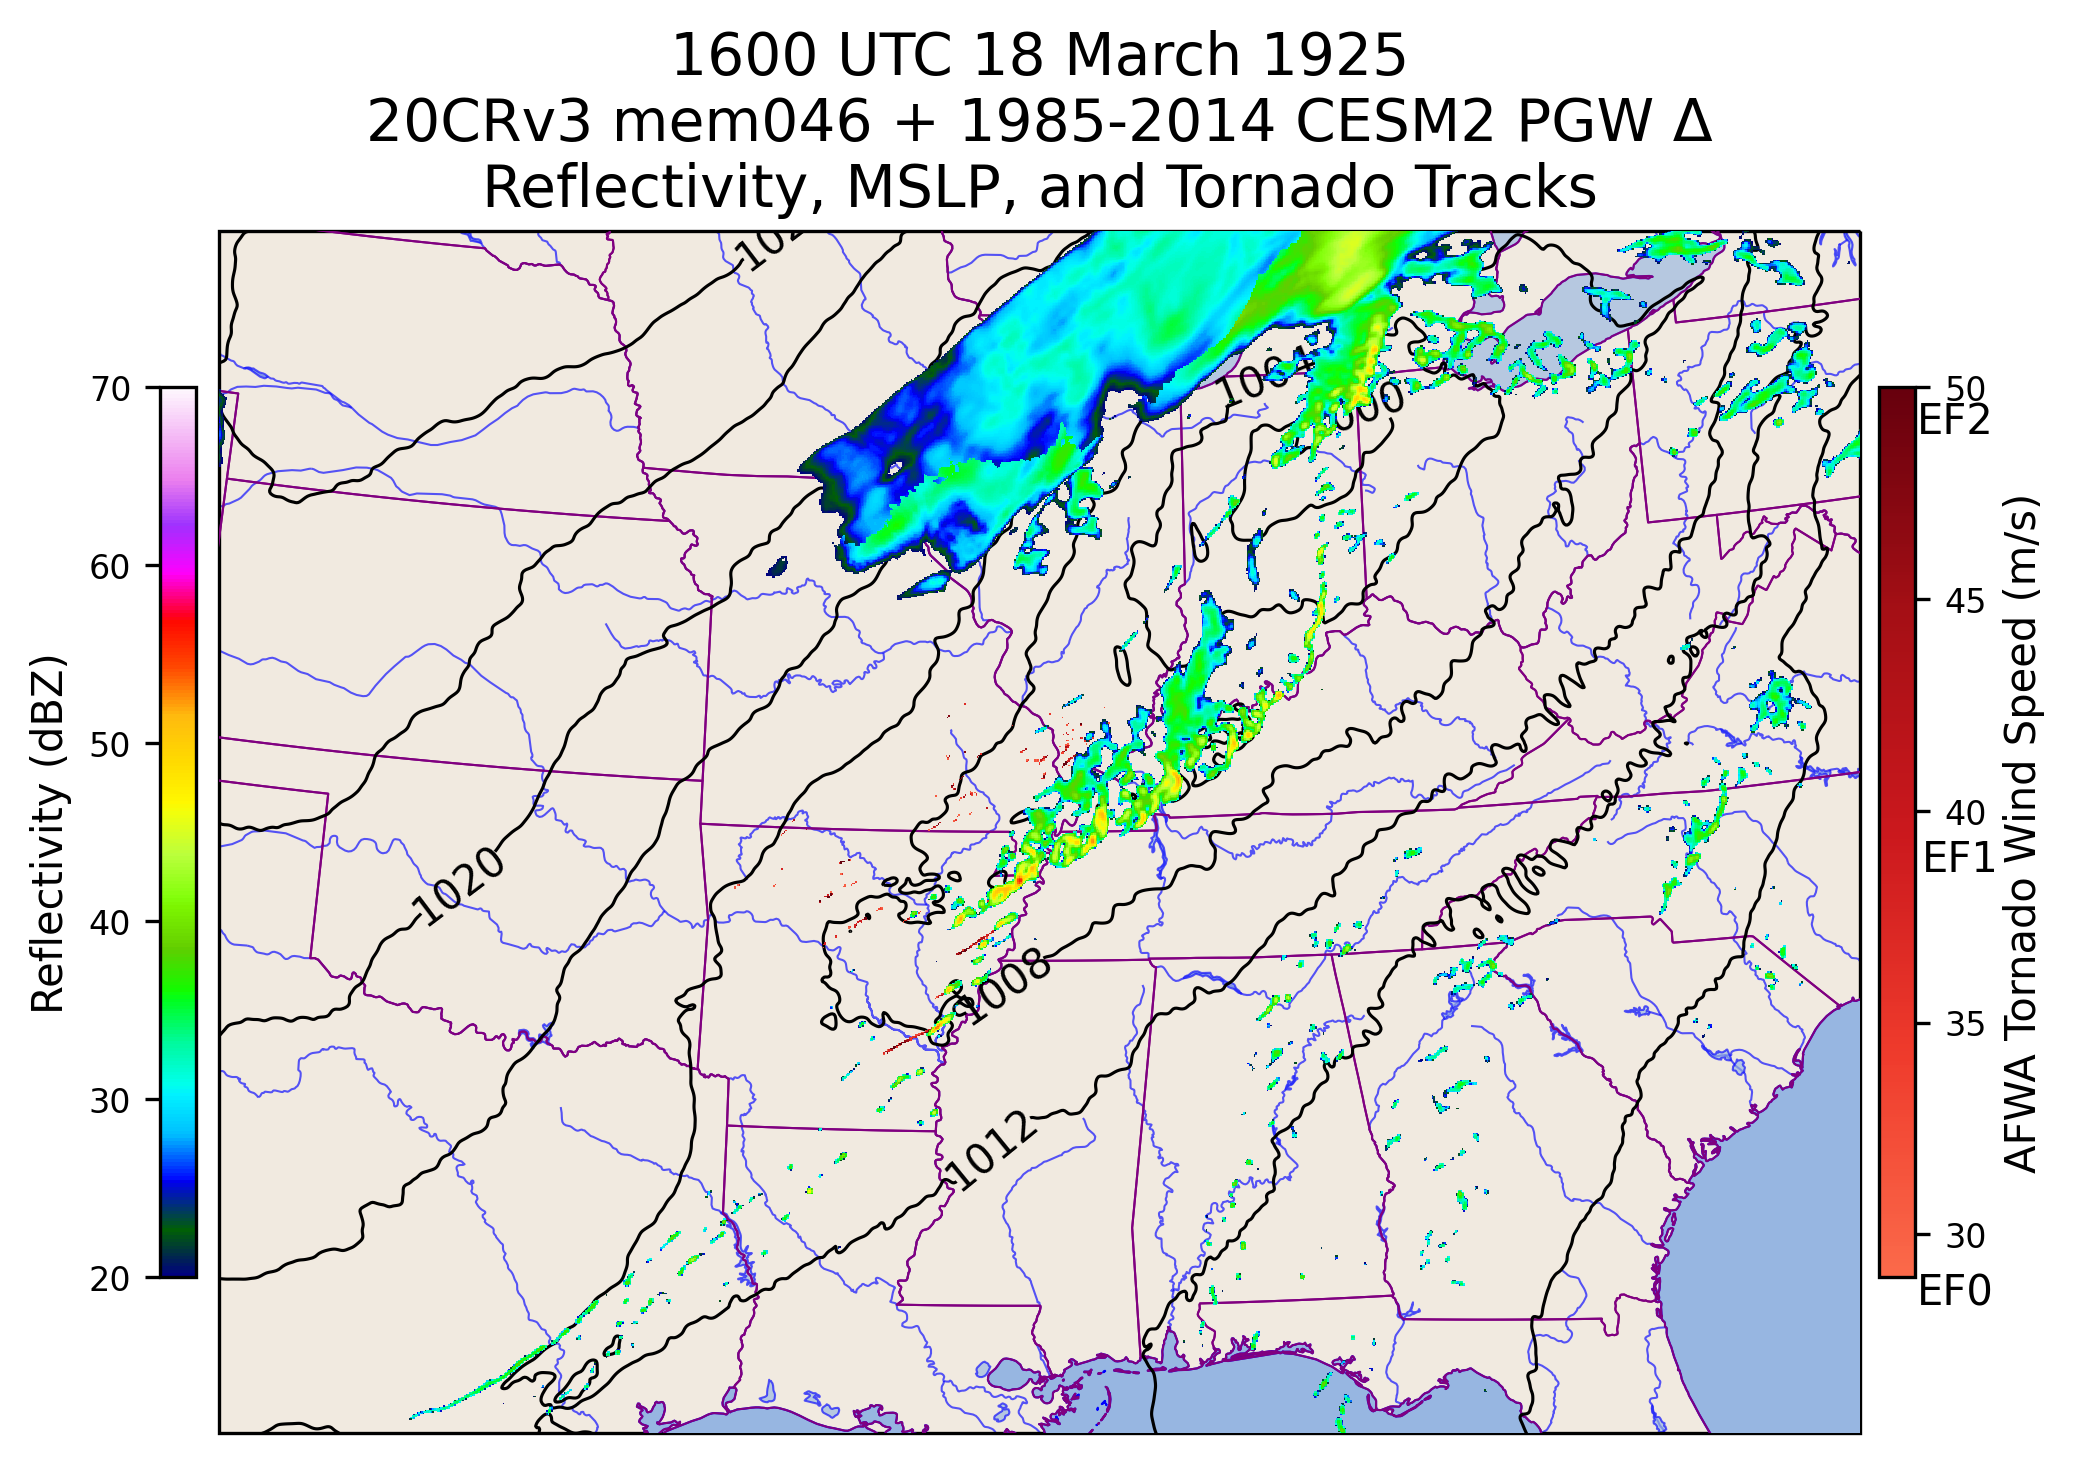 1600 UTC 18 March 1925
20CRv3 mem046 + 1985-2014 CESM2 PGW Δ
Reflectivity, MSLP, and Tornado Tracks
Reflectivity (dBZ)
70
60
50
40
30
20
1004
1020
1008
1012
50
EF2
45
40
EF1
35
30
EF0
AFWA Tornado Wind Speed (m/s)